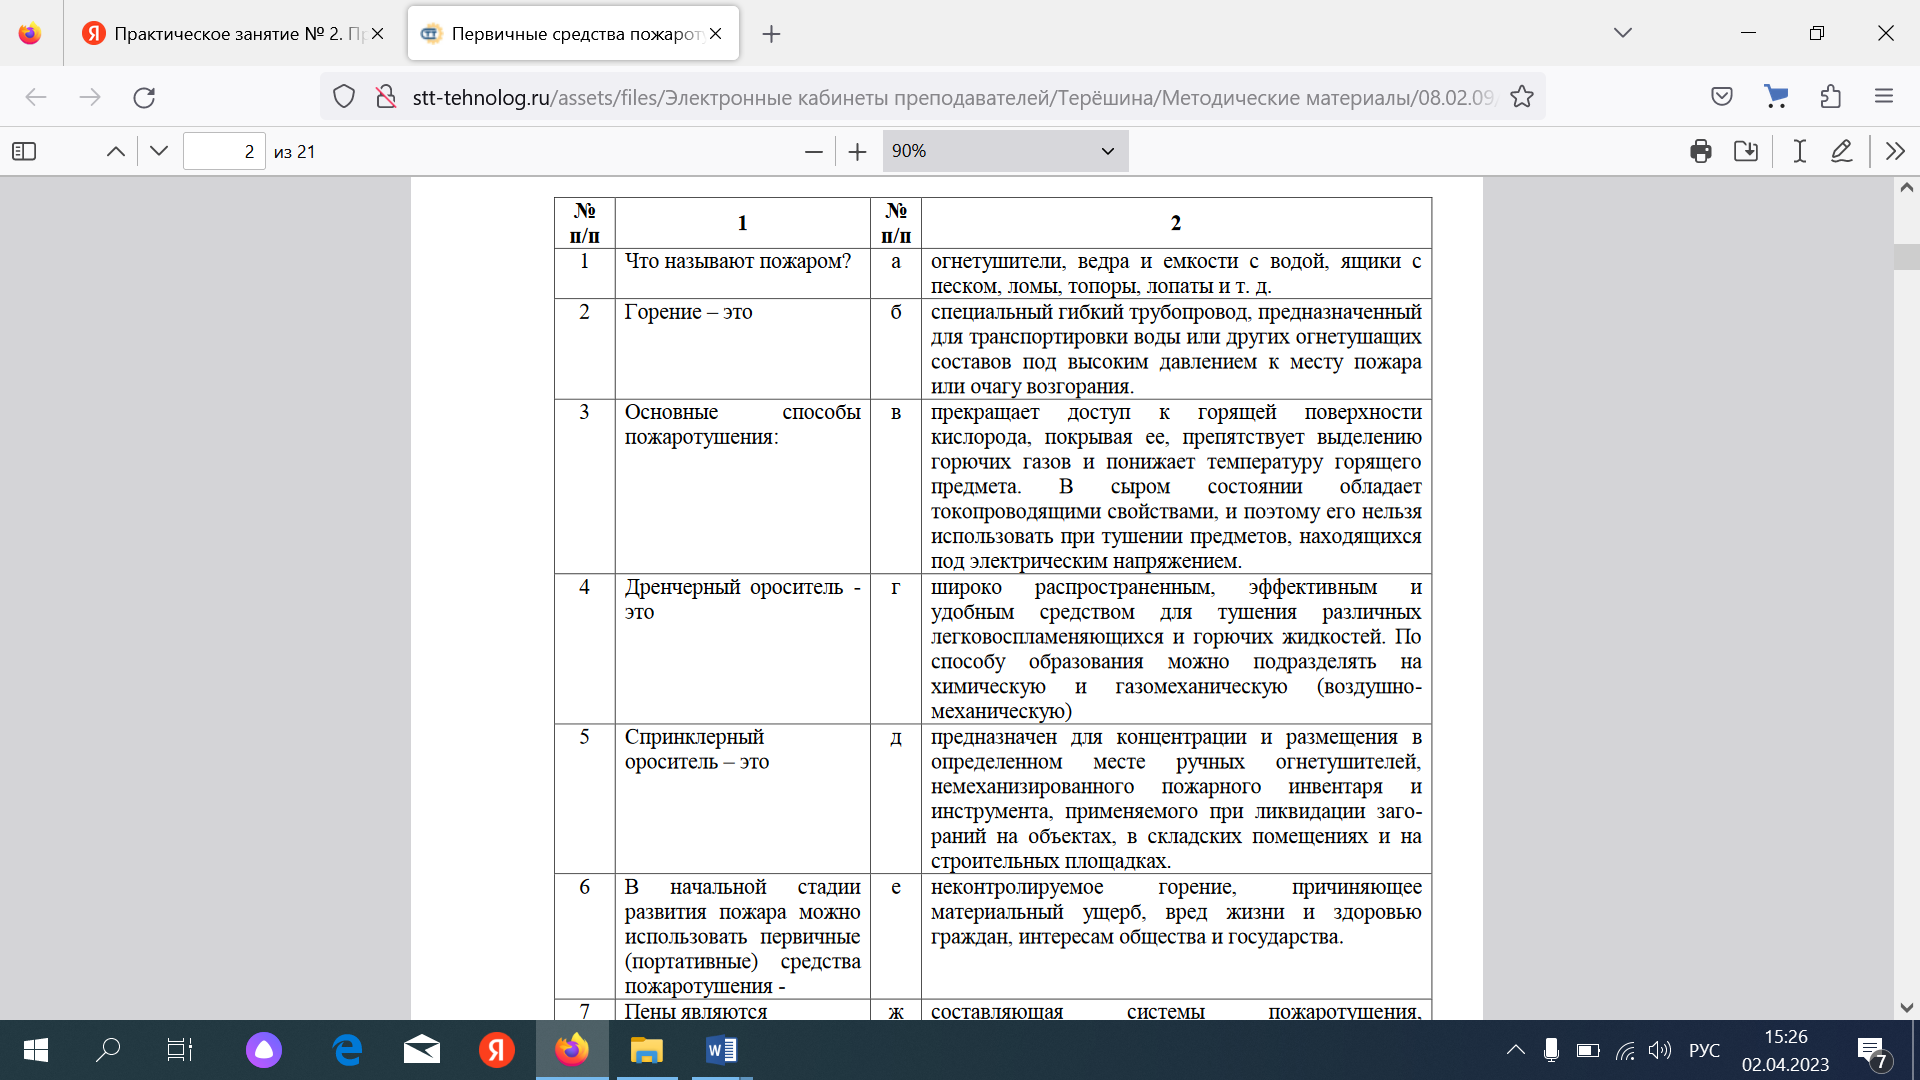 Практическое занятие № 2. Пр
Первичные средства пожарот
stt-tehnolog.ru/assets/files/Электронные кабинеты преподавателей/Терёшина/Методические материалы/08.02.09/
2 из 21
90%
№ п/п 1 № п/п 2
1 Что называют пожаром? а огнетушители, ведра и емкости с водой, ящики с
песком, ломы, топоры, лопаты и т. д.
2 Горение – это б специальный гибкий трубопровод, предназначенный
для транспортировки воды или других огнетушащих
составов под высоким давлением к месту пожара
или очагу возгорания.
3 Основные способы
пожаротушения:
в прекращает доступ к горящей поверхности
кислорода, покрывая ее, препятствует выделению
горючих газов и понижает температуру горящего
предмета. В сыром состоянии обладает
токопроводящими свойствами, и поэтому его нельзя
использовать при тушении предметов, находящихся
под электрическим напряжением.
4 Дренчерный ороситель -
это
г широко распространенным, эффективным и
удобным средством для тушения различных
легковоспламеняющихся и горючих жидкостей. По
способу образования можно подразделять на
химическую и газомеханическую (воздушно-
механическую)
5 Спринклерный
ороситель – это
д предназначен для концентрации и размещения в
определенном месте ручных огнетушителей,
немеханизированного пожарного инвентаря и
инструмента, применяемого при ликвидации заго-
раний на объектах, в складских помещениях и на
строительных площадках.
6 В начальной стадии
развития пожара можно
использовать первичные
(портативные) средства
пожаротушения -
е неконтролируемое горение, причиняющее
материальный ущерб, вред жизни и здоровью
граждан, интересам общества и государства.
7 Пены являются ж составляющая системы пожаротушения,
РУС
15:26
02.04.2023
7